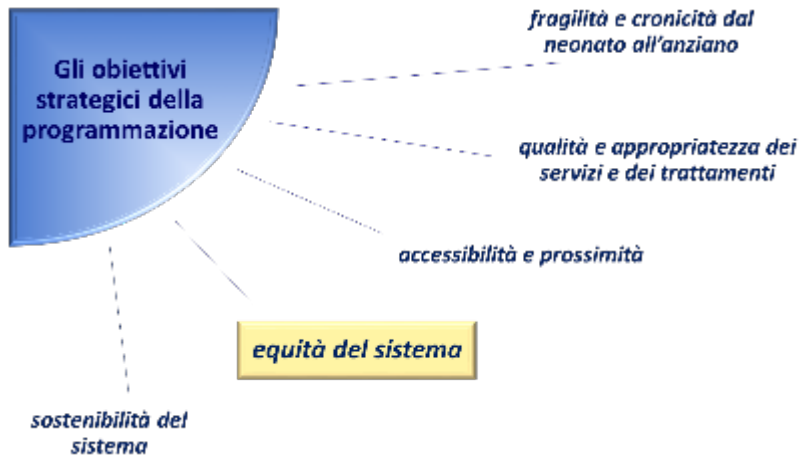 Gli obiettivi
strategici della
programmazione
fragilità e cronicità dal
neonato all'anziano
qualità e appropriatezza dei
servizi e dei trattamenti
accessibilità e prossimità
equità del sistema
sostenibilità del
sistema